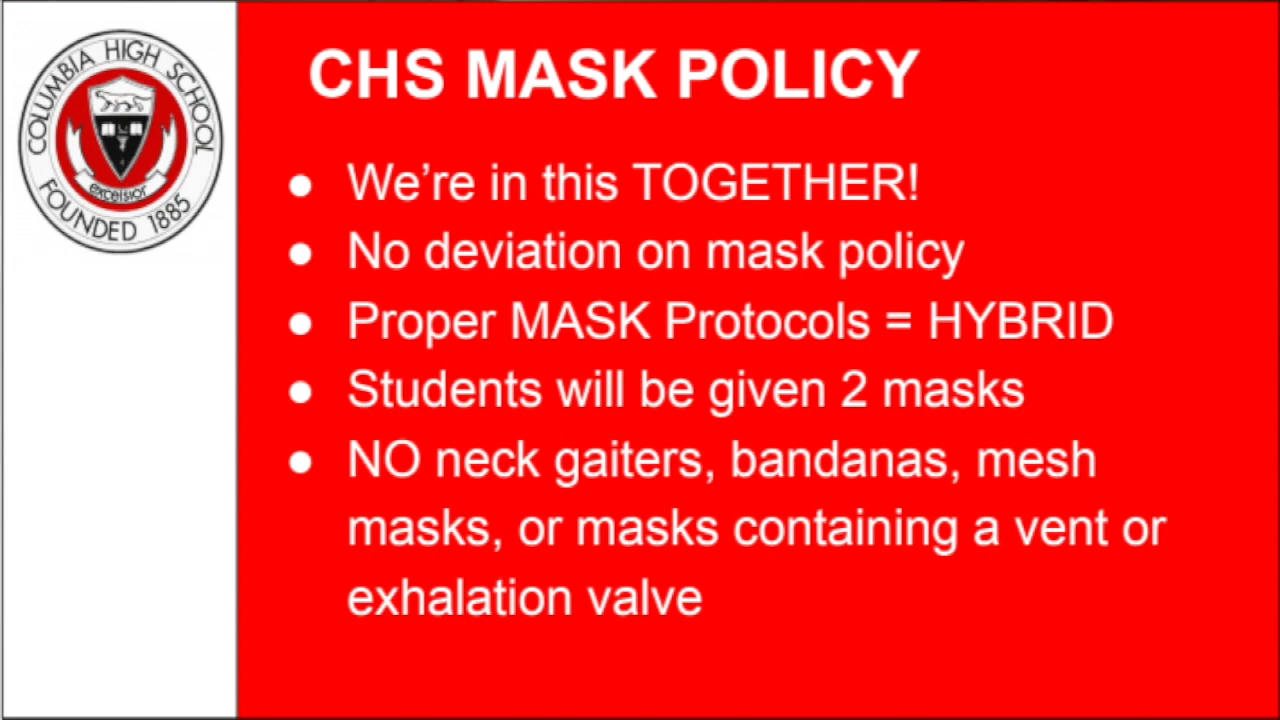 COLUMBIA HIGH SCHOOL
excelsior
FOUNDED 1885
CHS MASK POLICY
● We’re in this TOGETHER!
● No deviation on mask policy
● Proper MASK Protocols = HYBRID
● Students will be given 2 masks
● NO neck gaiters, bandanas, mesh
masks, or masks containing a vent or
exhalation valve